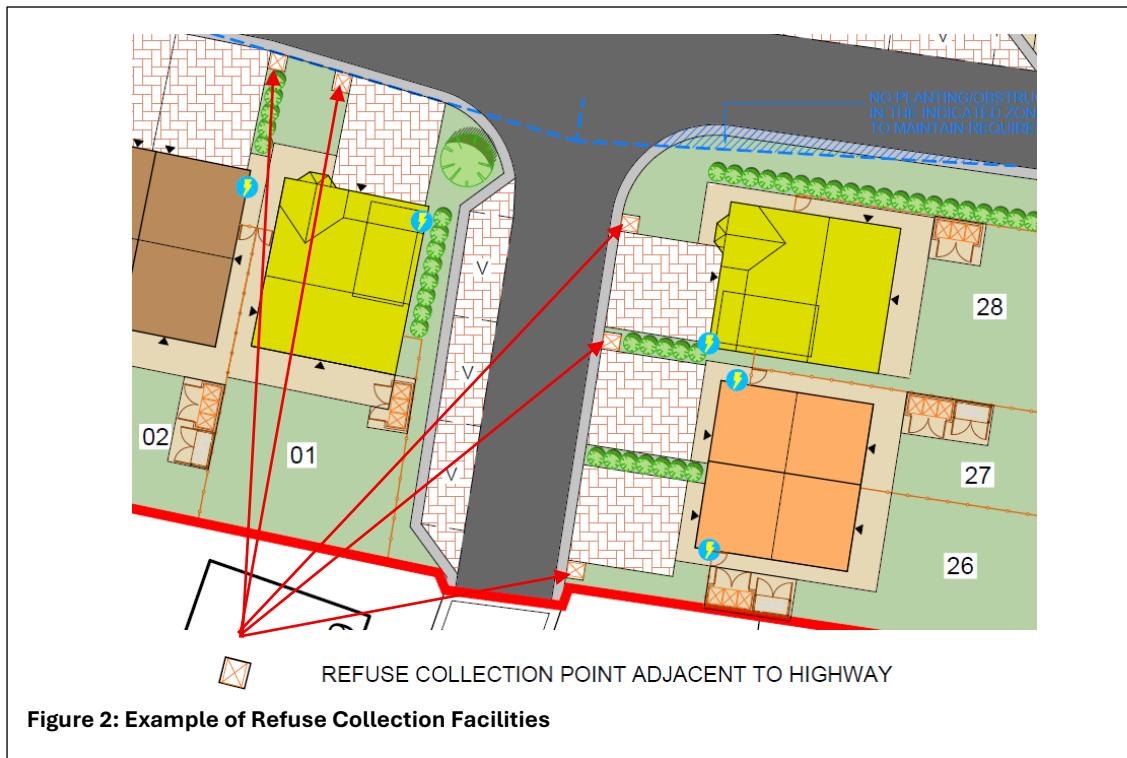 V
NO PLANTING/OBSTRU
IN THE INDICATED ZON
TO MAINTAIN REQUIRE
V
28
V
02
01
27
V
26
REFUSE COLLECTION POINT ADJACENT TO HIGHWAY
Figure 2: Example of Refuse Collection Facilities